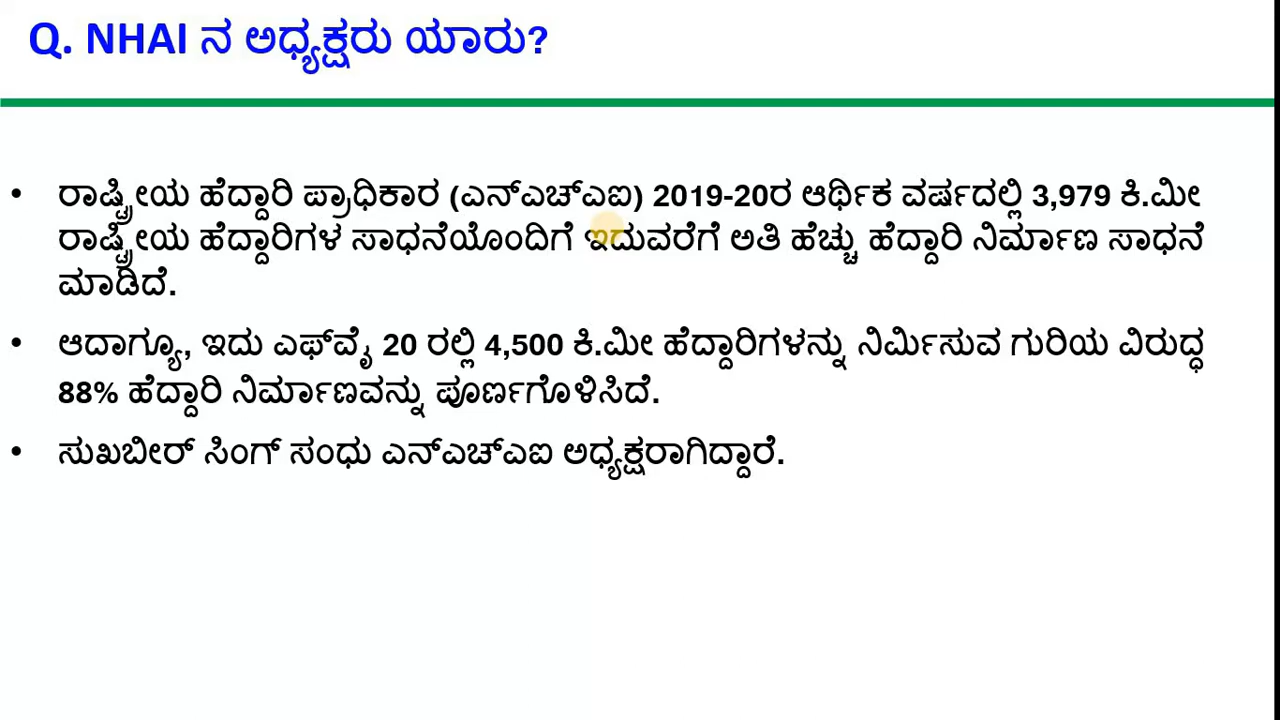 Q. NHAI ನ ಅಧ್ಯಕ್ಷರು ಯಾರು?
• ರಾಷ್ಟ್ರೀಯ ಹೆದ್ದಾರಿ ಪ್ರಾಧಿಕಾರ (ಎನ್ಎಚ್ಎಐ) 2019-20ರ ಆರ್ಥಿಕ ವರ್ಷದಲ್ಲಿ 3,979 ಕಿ.ಮೀ
ರಾಷ್ಟ್ರೀಯ ಹೆದ್ದಾರಿಗಳ ಸಾಧನೆಯೊಂದಿಗೆ ಇದುವರೆಗೆ ಅತಿ ಹೆಚ್ಚು ಹೆದ್ದಾರಿ ನಿರ್ಮಾಣ ಸಾಧನೆ
ಮಾಡಿದೆ.
• ಆದಾಗ್ಯೂ, ಇದು ಎಫ್‌ವೈ 20 ರಲ್ಲಿ 4,500 ಕಿ.ಮೀ ಹೆದ್ದಾರಿಗಳನ್ನು ನಿರ್ಮಿಸುವ ಗುರಿಯ ವಿರುದ್ಧ
88% ಹೆದ್ದಾರಿ ನಿರ್ಮಾಣವನ್ನು ಪೂರ್ಣಗೊಳಿಸಿದೆ.
• ಸುಖಬೀರ್ ಸಿಂಗ್ ಸಂಧು ಎನ್ಎಚ್ಎಐ ಅಧ್ಯಕ್ಷರಾಗಿದ್ದಾರೆ.